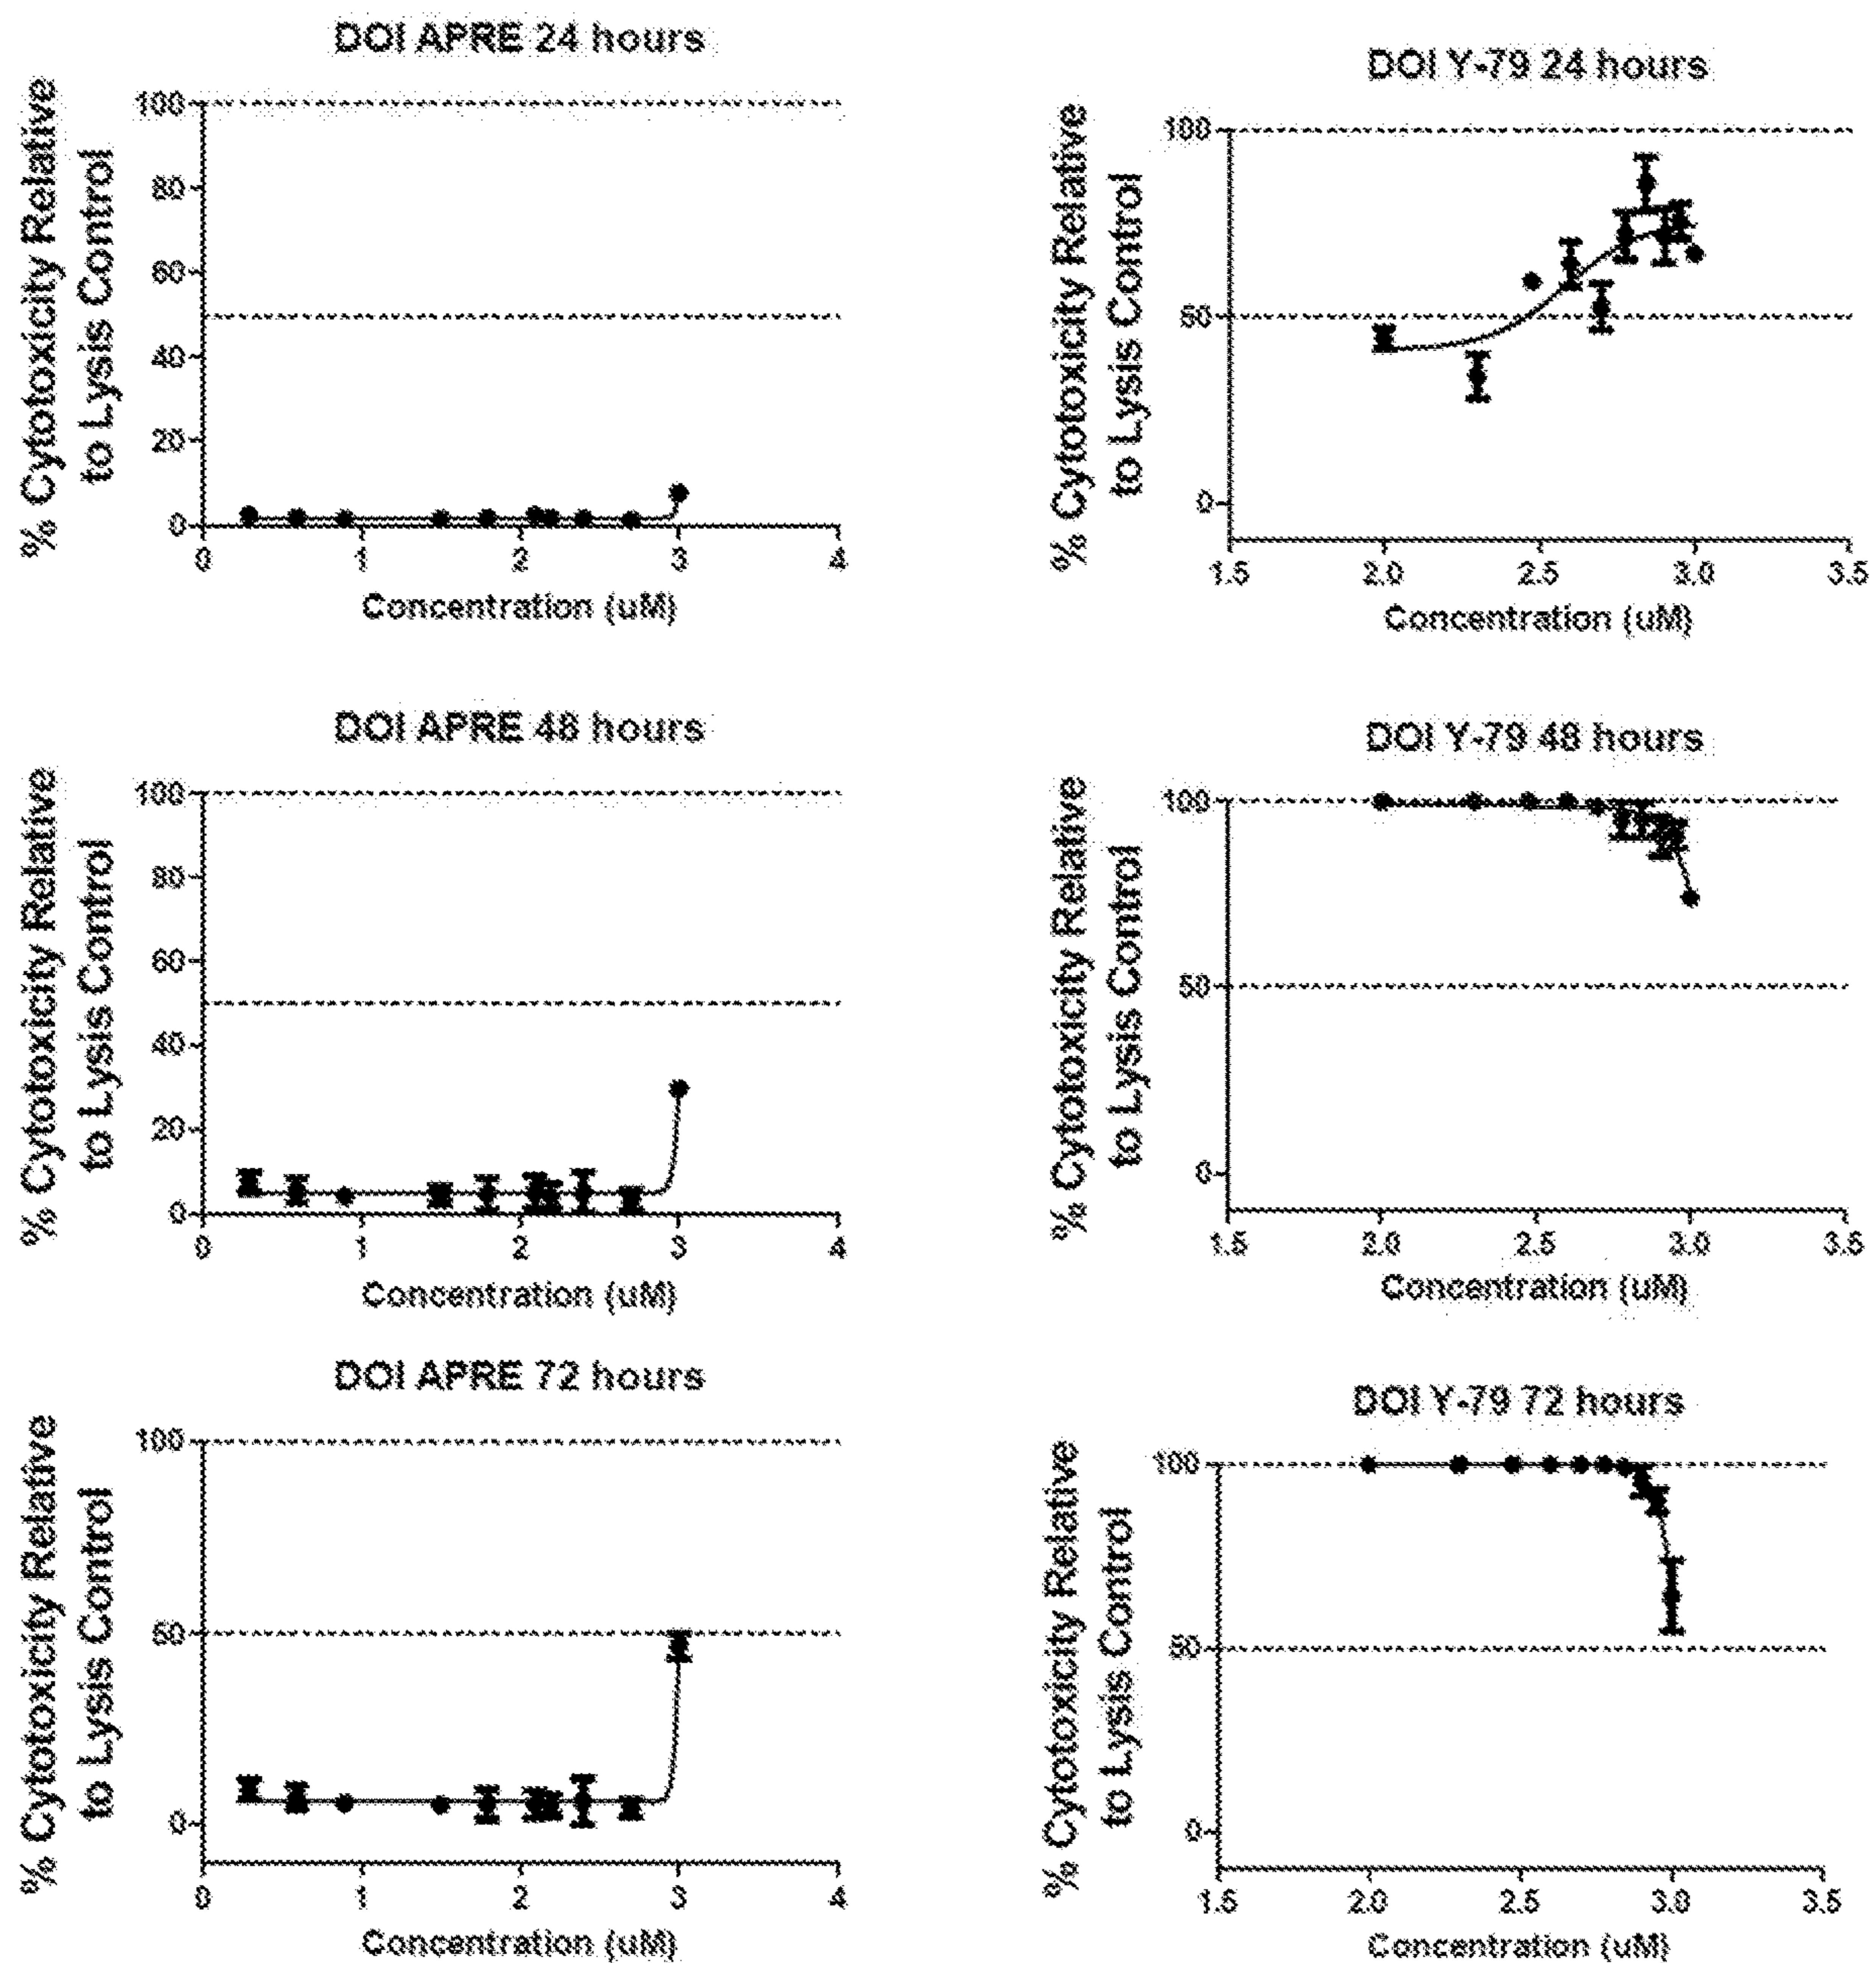 DOI APRE 24 hours
% Cytotoxicity Relative
to Lysis Control
100
80
60
40
20
0
0 1 2 3 4
Concentration (uM)
DOI Y-79 24 hours
% Cytotoxicity Relative
to Lysis Control
100
50
0
1.5 2.0 2.5 3.0 3.5
Concentration (uM)
DOI APRE 48 hours
% Cytotoxicity Relative
to Lysis Control
100
80
60
40
20
0
0 1 2 3 4
Concentration (uM)
DOI Y-79 48 hours
% Cytotoxicity Relative
to Lysis Control
100
50
0
1.5 2.0 2.5 3.0 3.5
Concentration (uM)
DOI APRE 72 hours
% Cytotoxicity Relative
to Lysis Control
100
50
0
0 1 2 3 4
Concentration (uM)
DOI Y-79 72 hours
% Cytotoxicity Relative
to Lysis Control
100
50
0
1.5 2.0 2.5 3.0 3.5
Concentration (uM)